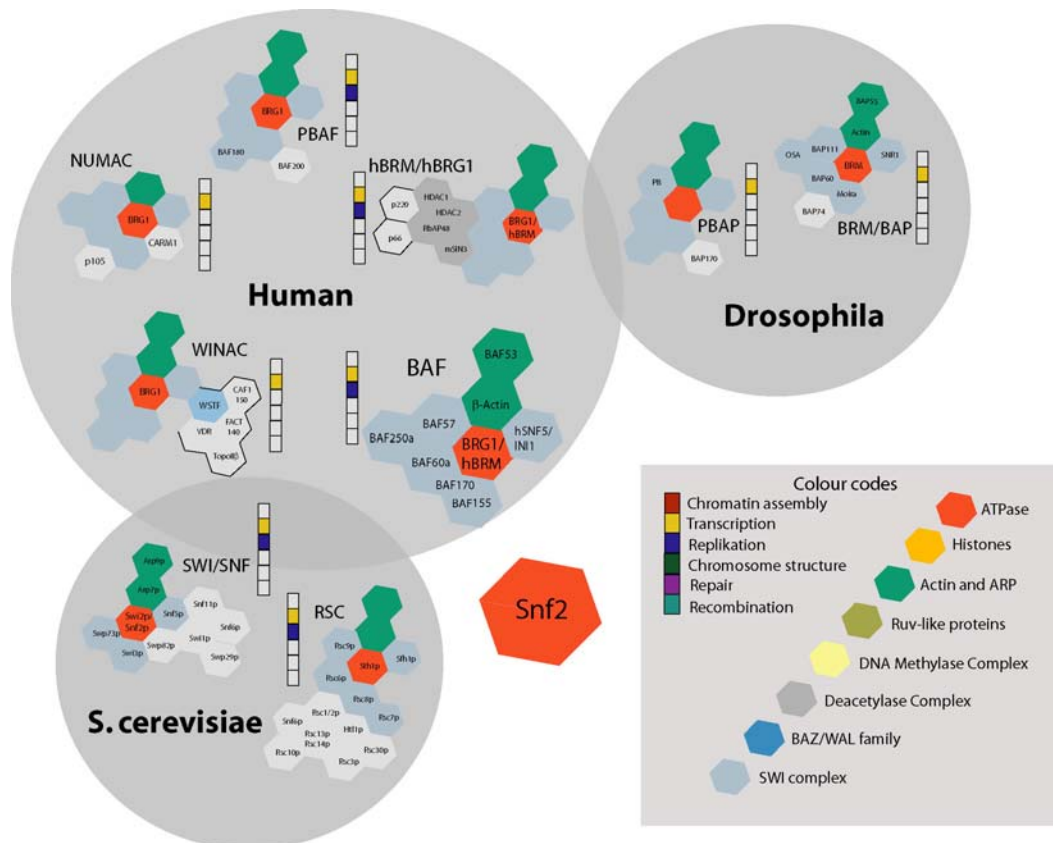 BRG1
PBAF
BAF180
BAF200
NUMAC
BRG1
CARM1
p105
hBRM/hBRG1
p220
HDAC1
HDAC2
p66
RbAP48
mSIN3
BRG1/
hBRM
Human
WINAC
BRG1
WSTF
CAF1
150
VDR
FACT
140
TopoIIβ
BAF
BAF53
β-Actin
BAF57
hSNF5/
INI1
BAF250a
BRG1/
hBRM
BAF60a
BAF170
BAF155
PB
PBAP
BAP170
BAP55
Actin
OSA
BAP111
SNR1
BRM
BAP60
Moira
BAP74
BRM/BAP
Drosophila
SWI/SNF
Arp9p
Arp7p
Snf11p
Swi2p/
Snf2p
Snf5p
Snf6p
Swp73p
Swi1p
Swi3p
Swp82p
Swp29p
RSC
Rsc9p
Sth1p
Sfh1p
Rsc6p
Rsc8p
Rsc7p
Rsc1/2p
Snf6p
Htl1p
Rsc13p
Rsc14p
Rsc10p
Rsc30p
Rsc3p
S. cerevisiae
Snf2
Colour codes
Chromatin assembly
Transcription
Replikation
Chromosome structure
Repair
Recombination
ATPase
Histones
Actin and ARP
Ruv-like proteins
DNA Methylase Complex
Deacetylase Complex
BAZ/WAL family
SWI complex